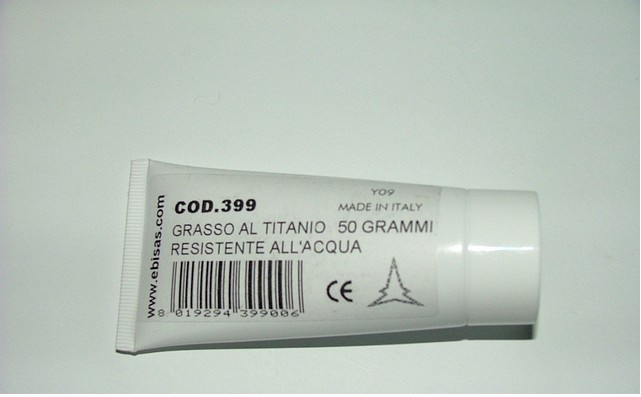 Y09
COD.399
MADE IN ITALY
GRASSO AL TITANIO 50 GRAMMI
RESISTENTE ALL'ACQUA
www.ebisas.com
CE
8 019294 399006